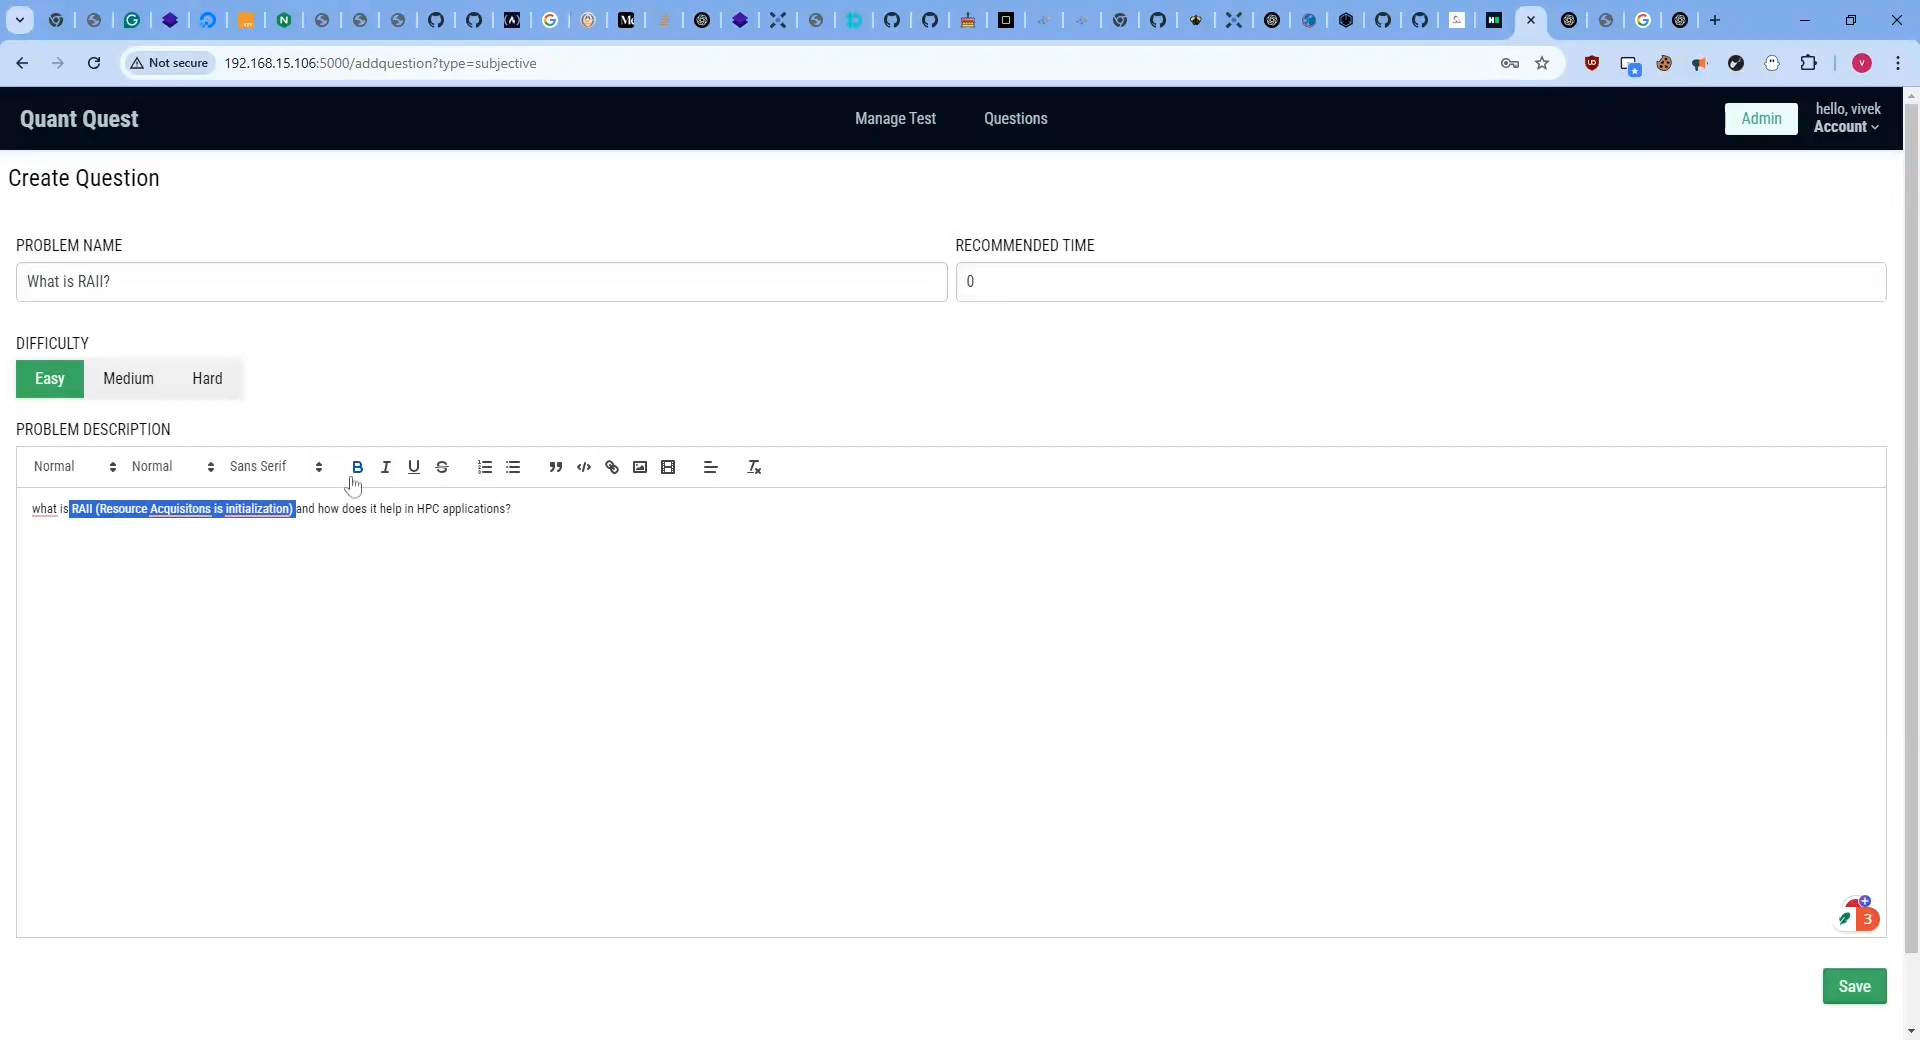 Not secure
192.168.15.106:5000/addquestion?type=subjective
V
Quant Quest
Manage Test
Questions
Admin
hello, vivek
Account
Create Question
PROBLEM NAME
RECOMMENDED TIME
What is RAII?
0
DIFFICULTY
Easy
Medium
Hard
PROBLEM DESCRIPTION
Normal
Normal
Sans Serif
B I U S
what is RAII (Resource Acquisitons is initialization) and how does it help in HPC applications?
3
Save